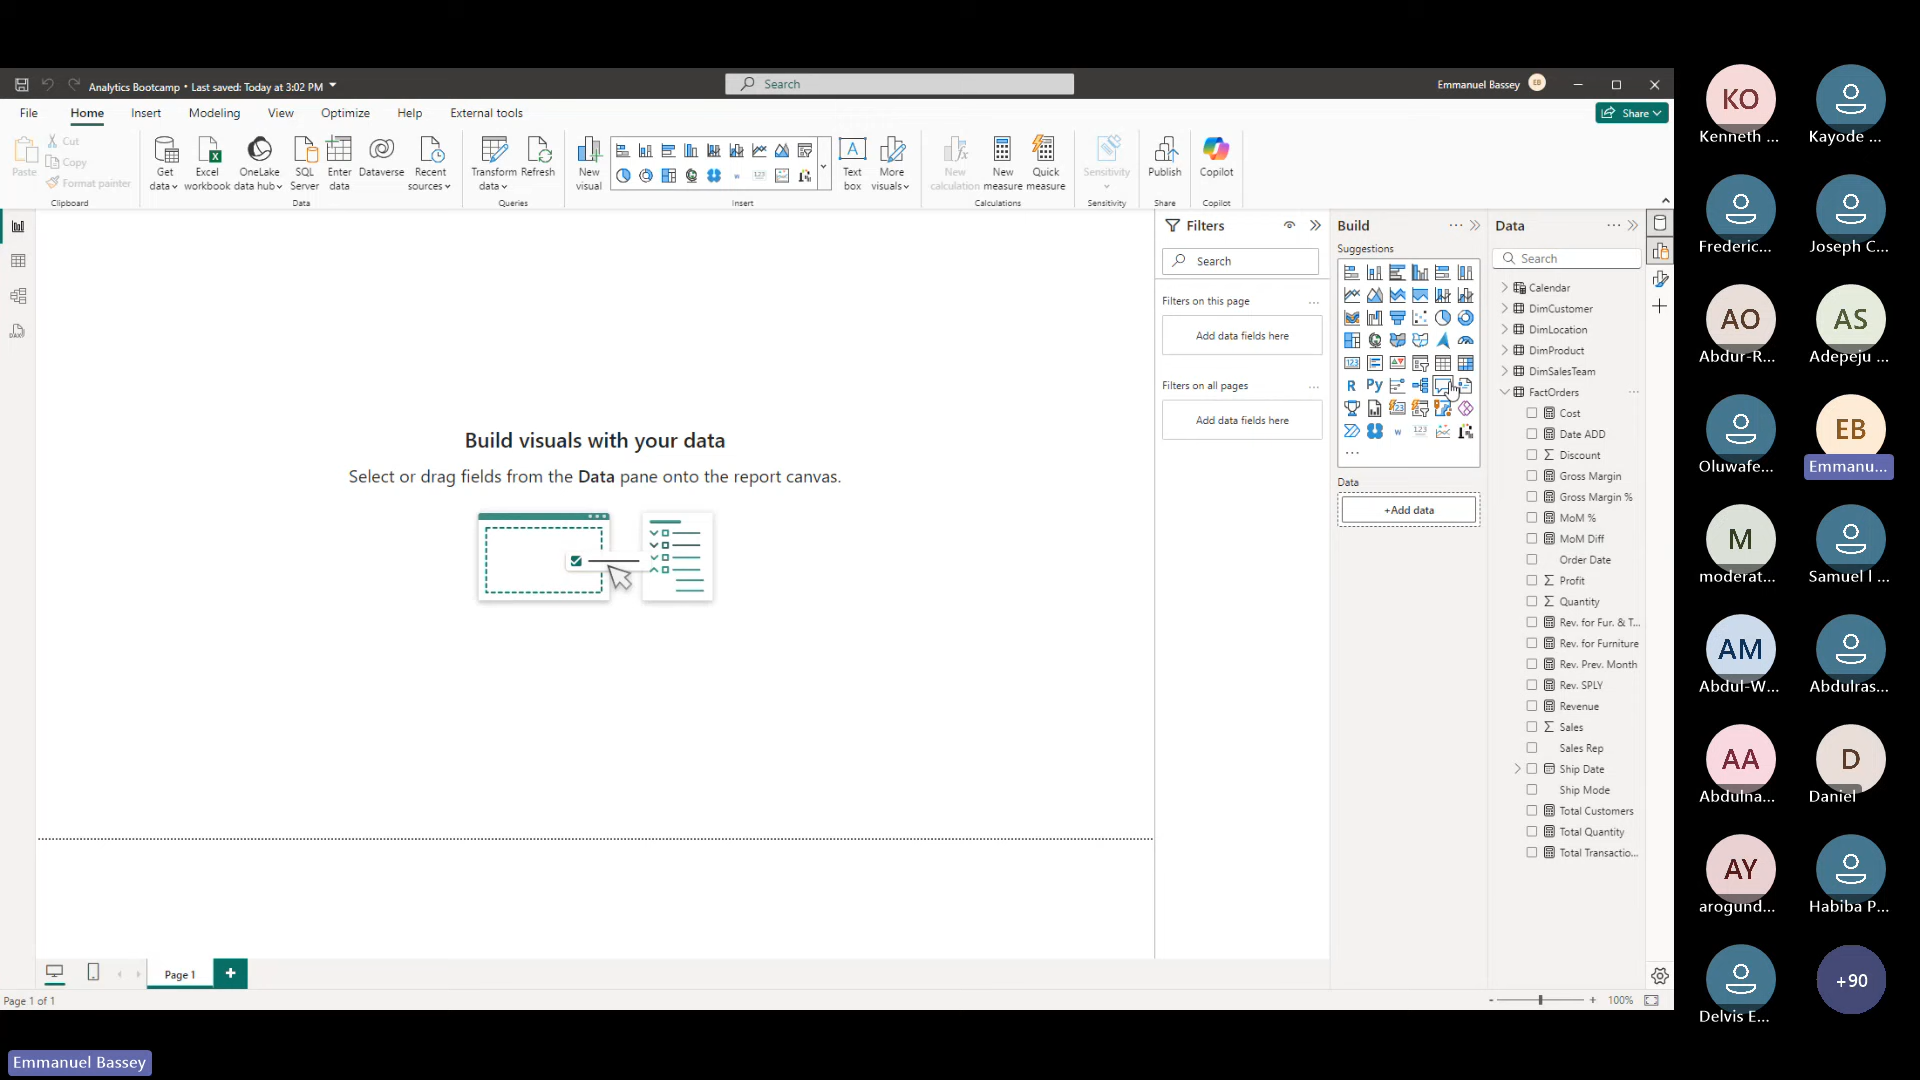 Analytics Bootcamp • Last saved: Today at 3:02 PM
Search
Emmanuel Bassey
EB
File
Home
Insert
Modeling
View
Optimize
Help
External tools
Share
Paste
Cut
Copy
Format painter
Clipboard
Get data
Excel workbook
OneLake data hub
SQL Server
Enter data
Dataverse
Recent sources
Data
Transform data
Refresh
Queries
New visual
Text box
More visuals
Insert
New calculation
New measure
Quick measure
Calculations
Sensitivity
Sensitivity
Publish
Share
Copilot
Copilot
Build visuals with your data
Select or drag fields from the Data pane onto the report canvas.
Filters
Search
Filters on this page
Add data fields here
Filters on all pages
Add data fields here
Build
Suggestions
R
Py
Data
+Add data
Data
Search
Calendar
DimCustomer
DimLocation
DimProduct
DimSalesTeam
FactOrders
Cost
Date ADD
Discount
Gross Margin
Gross Margin %
MoM %
MoM Diff
Order Date
Profit
Quantity
Rev. for Fur. & T...
Rev. for Furniture
Rev. Prev. Month
Rev. SPLY
Revenue
Sales
Sales Rep
Ship Date
Ship Mode
Total Customers
Total Quantity
Total Transactio...
Page 1
Page 1 of 1
100%
KO
Kenneth ...
Kayode ...
Frederic...
Joseph C...
AO
Abdur-R...
AS
Adepeju ...
Oluwafe...
EB
Emmanu...
M
moderat...
Samuel I ...
AM
Abdul-W...
Abdulras...
AA
Abdulna...
D
Daniel
AY
arogund...
Habiba P...
Delvis E...
+90
Emmanuel Bassey